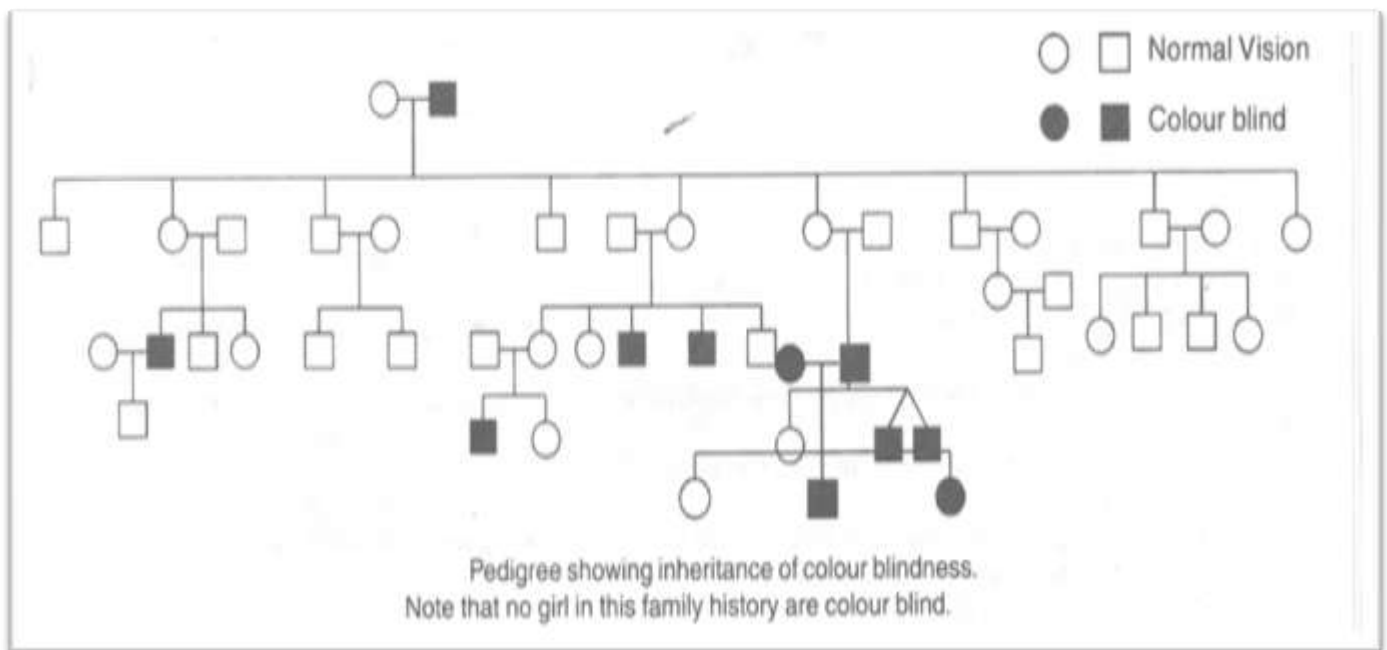 Normal Vision
Colour blind
Pedigree showing inheritance of colour blindness.
Note that no girl in this family history are colour blind.